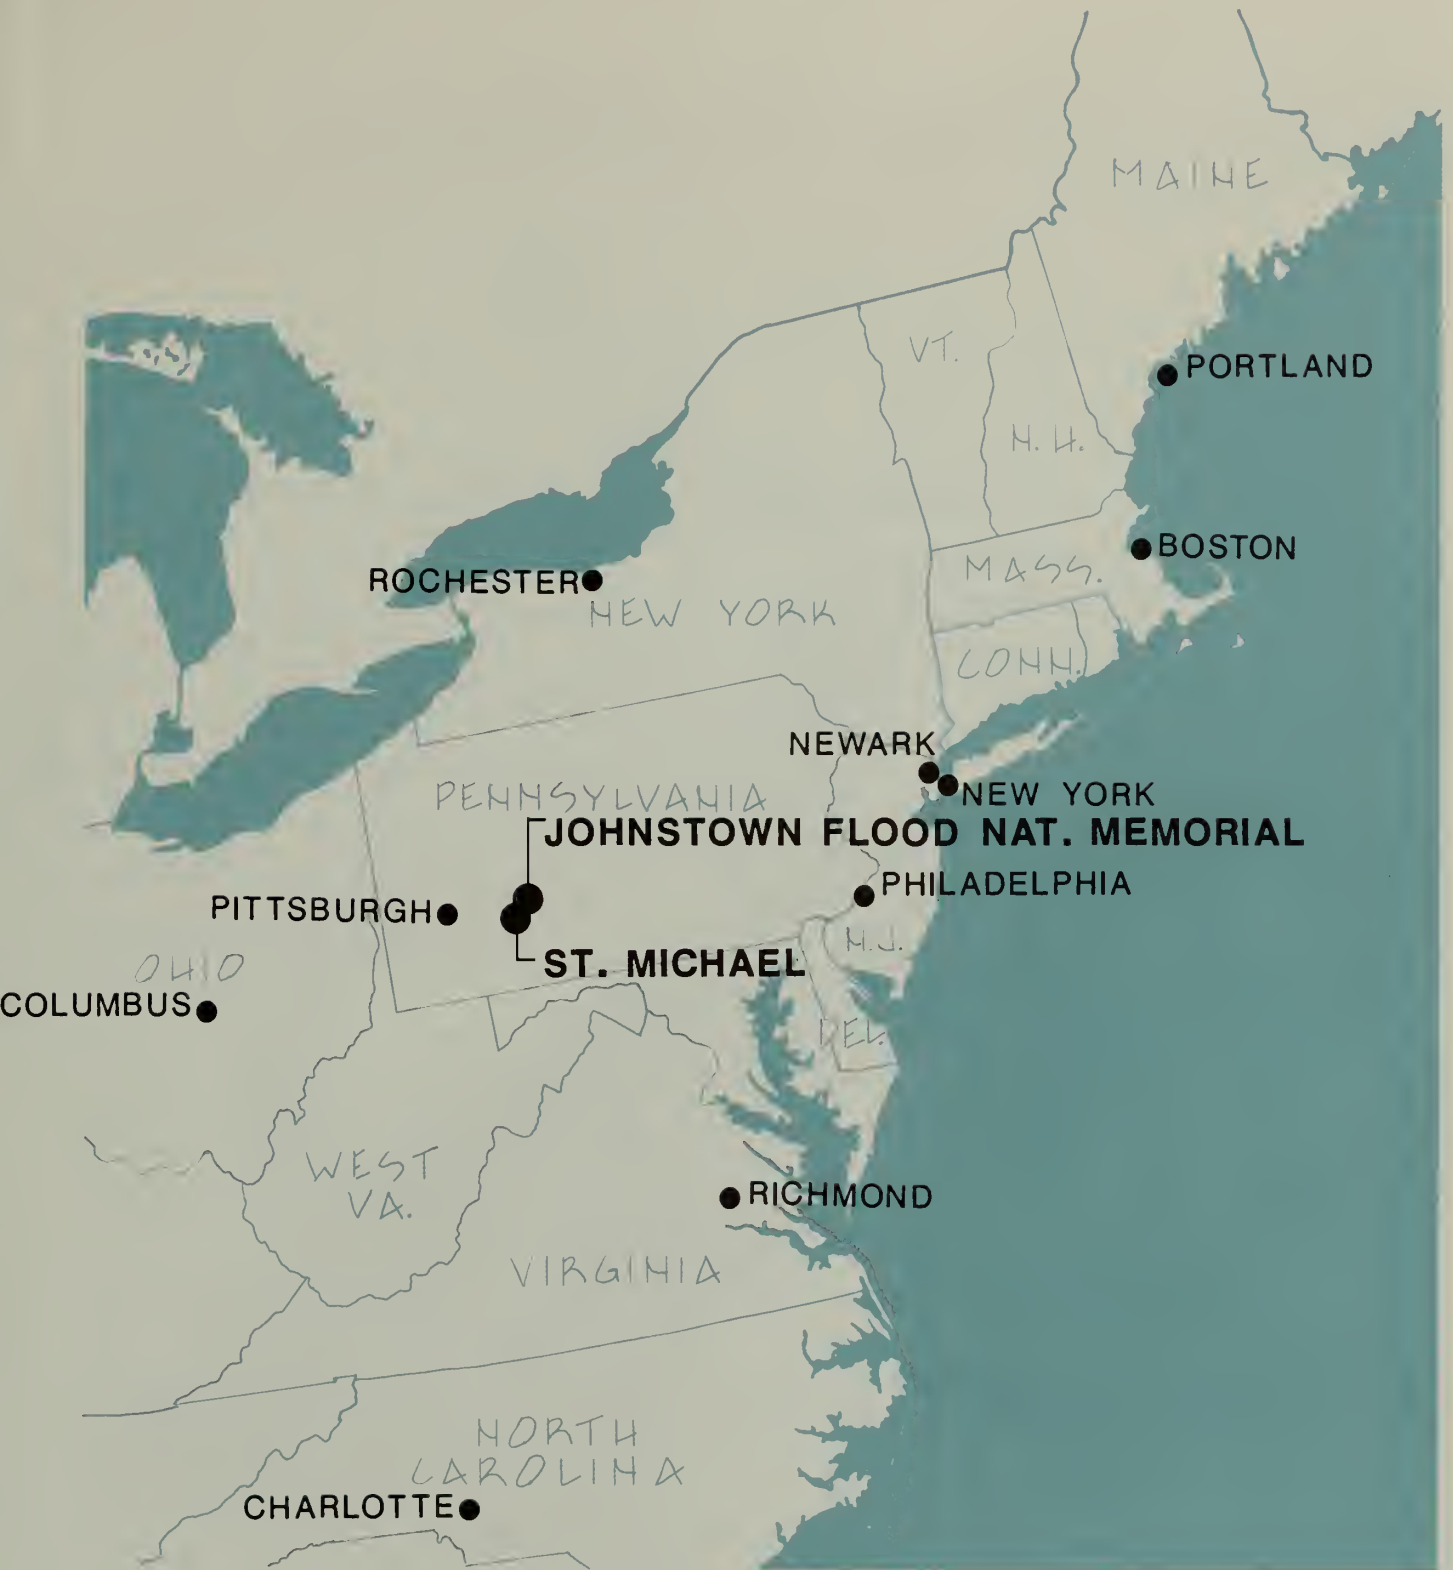 MAINE
VT.
PORTLAND
N. H.
BOSTON
MASS.
ROCHESTER
NEW YORK
CONN.
NEWARK
NEW YORK
PENNSYLVANIA
JOHNSTOWN FLOOD NAT. MEMORIAL
PHILADELPHIA
PITTSBURGH
N.J.
ST. MICHAEL
OHIO
COLUMBUS
DEL.
WEST
VA.
RICHMOND
VIRGINIA
NORTH
CAROLINA
CHARLOTTE